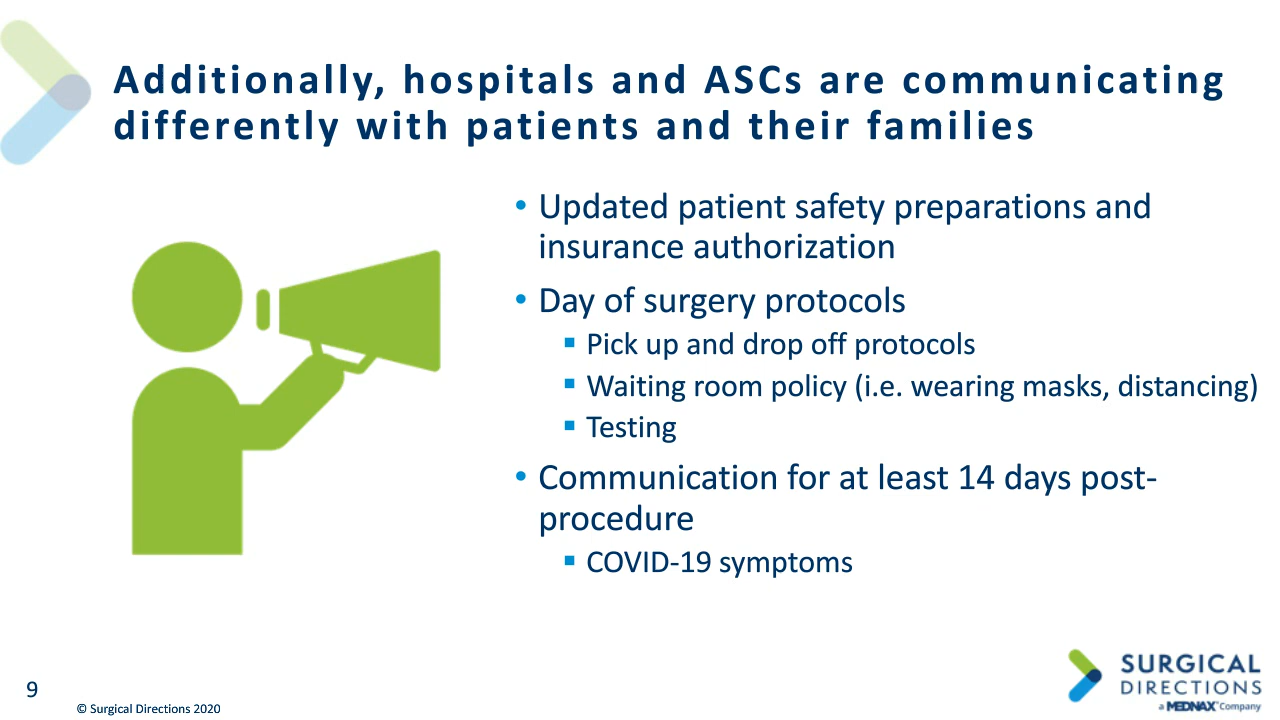 Additionally, hospitals and ASCs are communicating
differently with patients and their families
• Updated patient safety preparations and
insurance authorization
• Day of surgery protocols
▪ Pick up and drop off protocols
▪ Waiting room policy (i.e. wearing masks, distancing)
▪ Testing
• Communication for at least 14 days post-
procedure
▪ COVID-19 symptoms
9
© Surgical Directions 2020
SURGICAL
DIRECTIONS
a MEDNAX™ Company